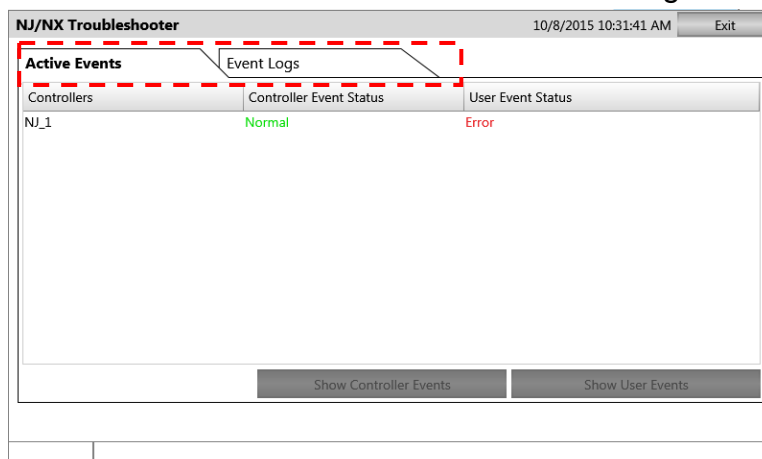 NJ/NX Troubleshooter 10/8/2015 10:31:41 AM Exit
Active Events Event Logs
Controllers Controller Event Status User Event Status
NJ_1 Normal Error
Show Controller Events Show User Events